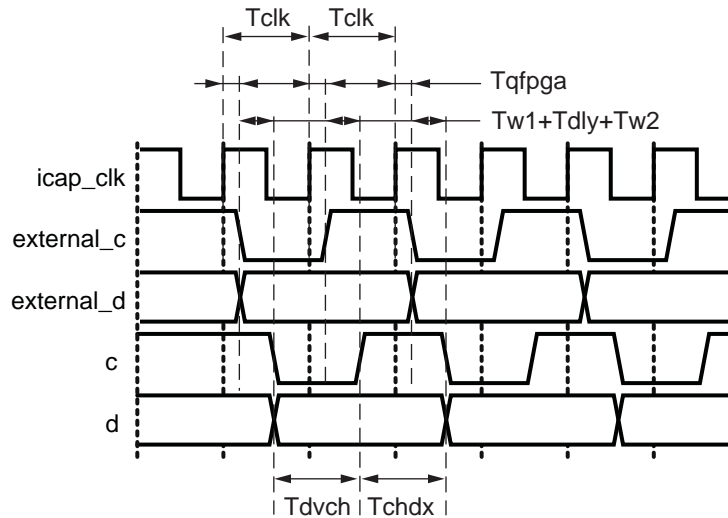 Tclk Tclk
Tqfpga
Tw1+Tdly+Tw2
icap_clk
external_c
external_d
c
d
Tdvch Tchdx